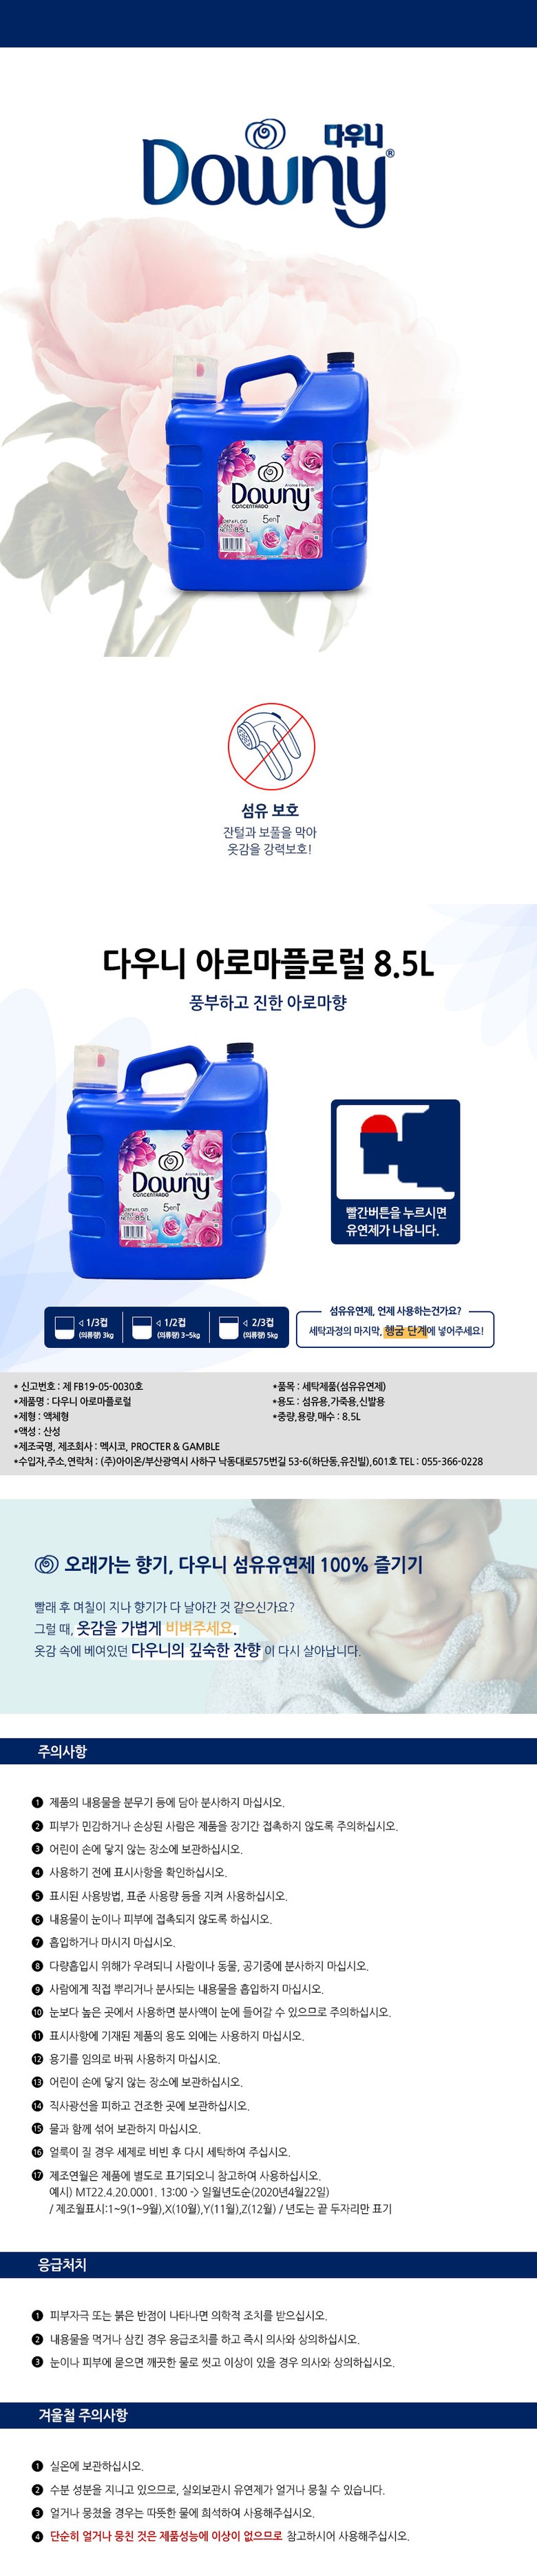 다우니
Downy®
Aroma Floral
Downy
CONCENTRADO
5en1
287.4 FL OZ
CONT.
NETO: 8.5 L
섬유 보호
잔털과 보풀을 막아
옷감을 강력보호!
다우니 아로마플로럴 8.5L
풍부하고 진한 아로마향
Aroma Floral
Downy
CONCENTRADO
5en1
287.4 FL OZ
CONT.
NETO: 8.5 L
빨간버튼을 누르시면
유연제가 나옵니다.
◁ 1/3컵
(의류량) 3kg
◁ 1/2컵
(의류량) 3~5kg
◁ 2/3컵
(의류량) 5kg
섬유유연제, 언제 사용하는건가요?
세탁과정의 마지막, 헹굼 단계에 넣어주세요!
* 신고번호 : 제 FB19-05-0030호
*품목 : 세탁제품(섬유유연제)
*제품명 : 다우니 아로마플로럴
*용도 : 섬유용,가죽용,신발용
*제형 : 액체형
*중량,용량,매수 : 8.5L
*액성 : 산성
*제조국명, 제조회사 : 멕시코, PROCTER & GAMBLE
*수입자,주소,연락처 : (주)아이온/부산광역시 사하구 낙동대로575번길 53-6(하단동,유진빌),601호 TEL : 055-366-0228
오래가는 향기, 다우니 섬유유연제 100% 즐기기
빨래 후 며칠이 지나 향기가 다 날아간 것 같으신가요?
그럴 때, 옷감을 가볍게 비벼주세요.
옷감 속에 베여있던 다우니의 깊숙한 잔향 이 다시 살아납니다.
주의사항
1 제품의 내용물을 분무기 등에 담아 분사하지 마십시오.
2 피부가 민감하거나 손상된 사람은 제품을 장기간 접촉하지 않도록 주의하십시오.
3 어린이 손에 닿지 않는 장소에 보관하십시오.
4 사용하기 전에 표시사항을 확인하십시오.
5 표시된 사용방법, 표준 사용량 등을 지켜 사용하십시오.
6 내용물이 눈이나 피부에 접촉되지 않도록 하십시오.
7 흡입하거나 마시지 마십시오.
8 다량흡입시 위해가 우려되니 사람이나 동물, 공기중에 분사하지 마십시오.
9 사람에게 직접 뿌리거나 분사되는 내용물을 흡입하지 마십시오.
10 눈보다 높은 곳에서 사용하면 분사액이 눈에 들어갈 수 있으므로 주의하십시오.
11 표시사항에 기재된 제품의 용도 외에는 사용하지 마십시오.
12 용기를 임의로 바꿔 사용하지 마십시오.
13 어린이 손에 닿지 않는 장소에 보관하십시오.
14 직사광선을 피하고 건조한 곳에 보관하십시오.
15 물과 함께 섞어 보관하지 마십시오.
16 얼룩이 질 경우 세제로 비빈 후 다시 세탁하여 주십시오.
17 제조연월은 제품에 별도로 표기되오니 참고하여 사용하십시오.
예시) MT22.4.20.0001. 13:00 -> 일월년도순(2020년4월22일)
/ 제조월표시:1~9(1~9월),X(10월),Y(11월),Z(12월) / 년도는 끝 두자리만 표기
응급처치
1 피부자극 또는 붉은 반점이 나타나면 의학적 조치를 받으십시오.
2 내용물을 먹거나 삼킨 경우 응급조치를 하고 즉시 의사와 상의하십시오.
3 눈이나 피부에 묻으면 깨끗한 물로 씻고 이상이 있을 경우 의사와 상의하십시오.
겨울철 주의사항
1 실온에 보관하십시오.
2 수분 성분을 지니고 있으므로, 실외보관시 유연제가 얼거나 뭉칠 수 있습니다.
3 얼거나 뭉쳤을 경우는 따뜻한 물에 희석하여 사용해주십시오.
4 단순히 얼거나 뭉친 것은 제품성능에 이상이 없으므로 참고하시어 사용해주십시오.